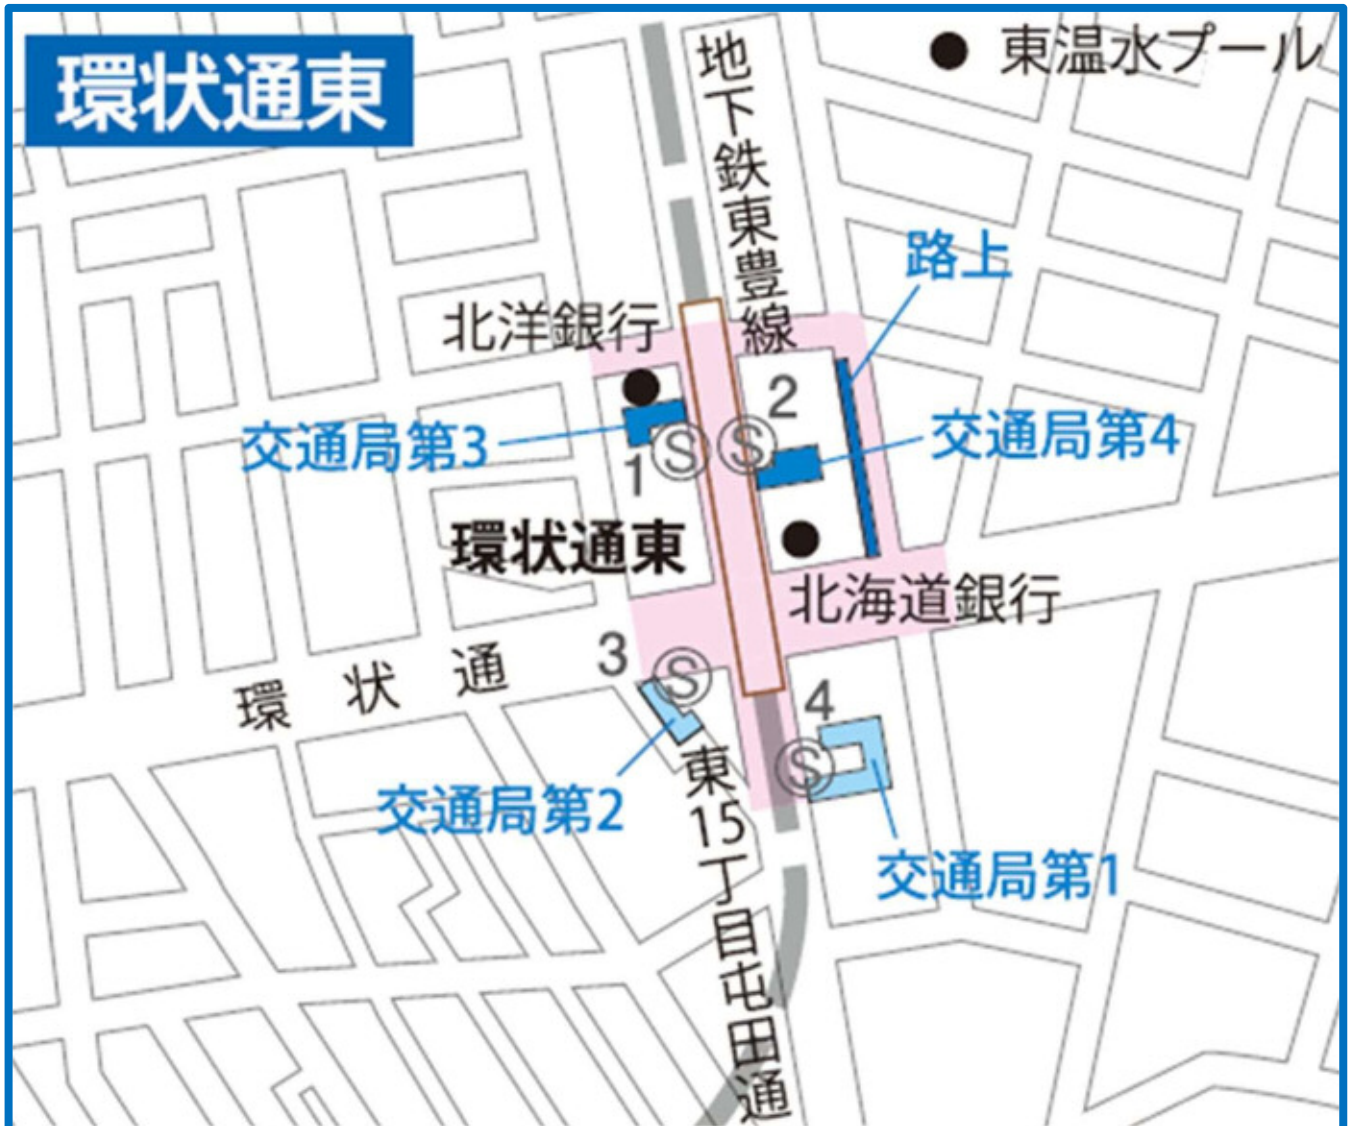 環状通東
東温水プール
地下鉄東豊線
路上
北洋銀行
2
交通局第3
交通局第4
1
S
S
環状通東
北海道銀行
3
S
環状通
4
S
東15丁目屯田通
交通局第2
交通局第1